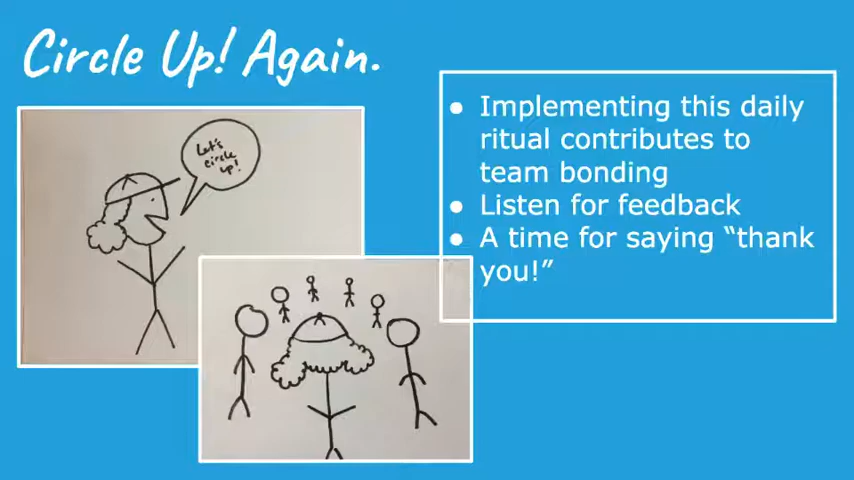 Circle Up! Again.
Let's
circle
up!
● Implementing this daily
ritual contributes to
team bonding
● Listen for feedback
● A time for saying “thank
you!”